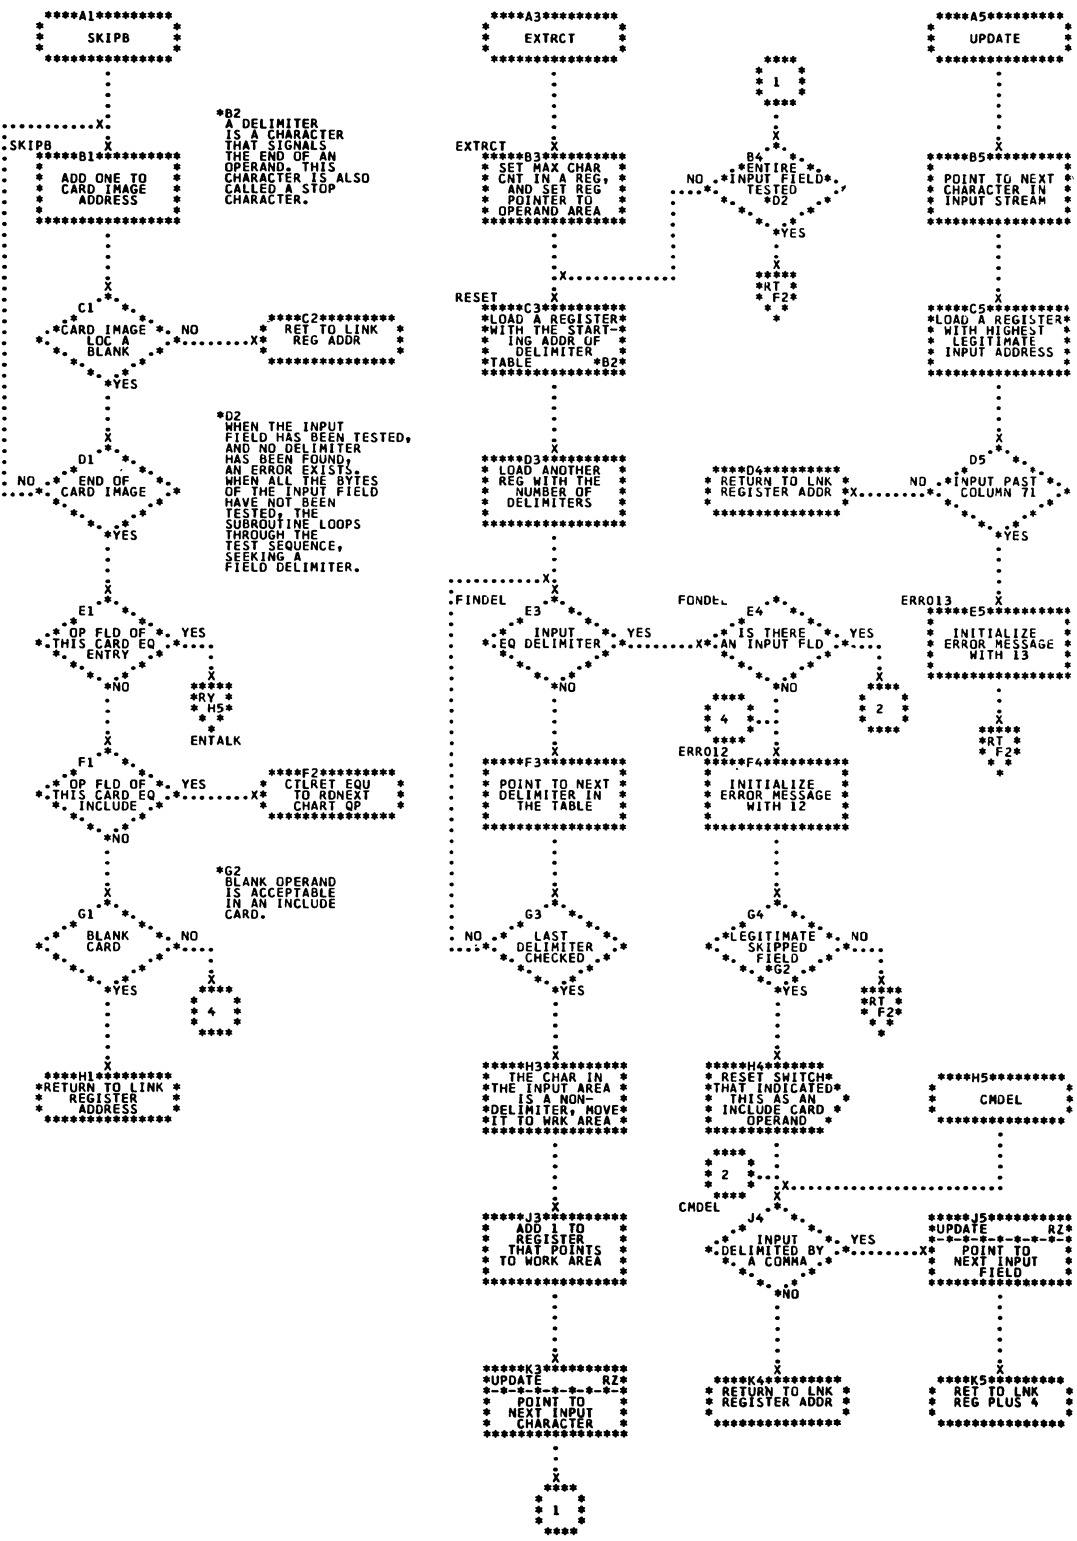 A1
SKIPB
A3
EXTRCT
A5
UPDATE
1
*B2
A DELIMITER
IS A CHARACTER
THAT SIGNALS
THE END OF AN
OPERAND. THIS
CHARACTER IS ALSO
CALLED A STOP
CHARACTER.
SKIPB
B1
ADD ONE TO
CARD IMAGE
ADDRESS
EXTRCT
B3
SET MAX CHAR
CNT IN A REG,
AND SET REG
POINTER TO
OPERAND AREA
B4
ENTIRE
INPUT FIELD
TESTED
*D2
NO
YES
RT
F2
B5
POINT TO NEXT
CHARACTER IN
INPUT STREAM
C1
CARD IMAGE
LOC A
BLANK
NO
YES
C2
RET TO LINK
REG ADDR
RESET
C3
LOAD A REGISTER
WITH THE START-
ING ADDR OF
DELIMITER
TABLE *B2
C5
LOAD A REGISTER
WITH HIGHEST
LEGITIMATE
INPUT ADDRESS
*D2
WHEN THE INPUT
FIELD HAS BEEN TESTED,
AND NO DELIMITER
HAS BEEN FOUND,
AN ERROR EXISTS.
WHEN ALL THE BYTES
OF THE INPUT FIELD
HAVE NOT BEEN
TESTED, THE
SUBROUTINE LOOPS
THROUGH THE
TEST SEQUENCE,
SEEKING A
FIELD DELIMITER.
D1
END OF
CARD IMAGE
NO
YES
D3
LOAD ANOTHER
REG WITH THE
NUMBER OF
DELIMITERS
D4
RETURN TO LNK
REGISTER ADDR
D5
INPUT PAST
COLUMN 71
NO
YES
E1
OP FLD OF
THIS CARD EQ
ENTRY
YES
NO
RY
H5
ENTALK
FINDEL
E3
INPUT
EQ DELIMITER
YES
NO
FONDEL
E4
IS THERE
AN INPUT FLD
YES
NO
2
4
ERRO13
E5
INITIALIZE
ERROR MESSAGE
WITH 13
RT
F2
F1
OP FLD OF
THIS CARD EQ
INCLUDE
YES
NO
F2
CTLRET EQU
TO RDNEXT
CHART QP
F3
POINT TO NEXT
DELIMITER IN
THE TABLE
ERRO12
F4
INITIALIZE
ERROR MESSAGE
WITH 12
*G2
BLANK OPERAND
IS ACCEPTABLE
IN AN INCLUDE
CARD.
G1
BLANK
CARD
NO
YES
4
G3
LAST
DELIMITER
CHECKED
NO
YES
G4
LEGITIMATE
SKIPPED
FIELD
*G2
NO
YES
RT
F2
H1
RETURN TO LINK
REGISTER
ADDRESS
H3
THE CHAR IN
THE INPUT AREA
IS A NON-
DELIMITER, MOVE
IT TO WRK AREA
H4
RESET SWITCH
THAT INDICATED
THIS AS AN
INCLUDE CARD
OPERAND
H5
CMDEL
2
J3
ADD 1 TO
REGISTER
THAT POINTS
TO WORK AREA
CMDEL
J4
INPUT
DELIMITED BY
A COMMA
YES
NO
J5
UPDATE RZ
POINT TO
NEXT INPUT
FIELD
K3
UPDATE RZ
POINT TO
NEXT INPUT
CHARACTER
K4
RETURN TO LNK
REGISTER ADDR
K5
RET TO LNK
REG PLUS 4
1